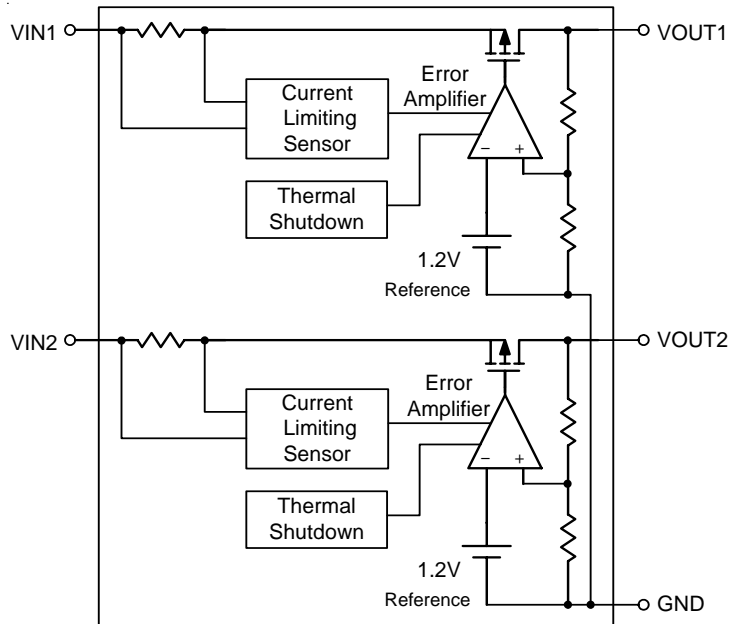 VIN1
VOUT1
Error
Amplifier
Current
Limiting
Sensor
− +
Thermal
Shutdown
1.2V
Reference
VIN2
VOUT2
Error
Amplifier
Current
Limiting
Sensor
− +
Thermal
Shutdown
1.2V
Reference
GND